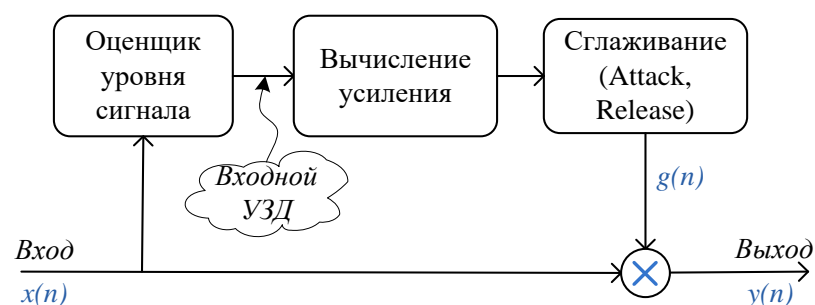 Оценщик
уровня
сигнала
Вычисление
усиления
Сглаживание
(Attack,
Release)
Входной
УЗД
g(n)
Вход
x(n)
Выход
y(n)